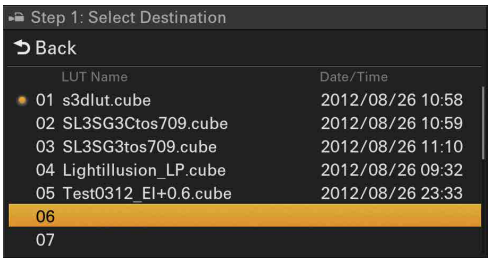 Step 1: Select Destination
Back
LUT Name Date/Time
01 s3dlut.cube 2012/08/26 10:58
02 SL3SG3Ctos709.cube 2012/08/26 10:59
03 SL3SG3tos709.cube 2012/08/26 11:10
04 Lightillusion_LP.cube 2012/08/26 09:32
05 Test0312_EI+0.6.cube 2012/08/26 23:33
06
07